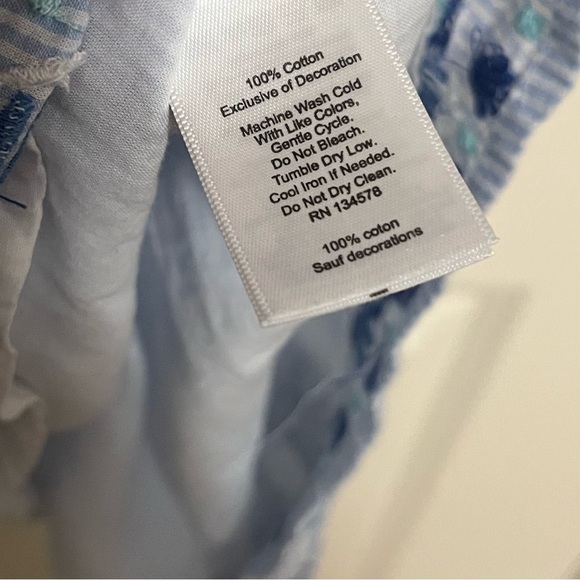 100% Cotton
Exclusive of Decoration
Machine Wash Cold
With Like Colors,
Gentle Cycle.
Do Not Bleach.
Tumble Dry Low.
Cool Iron if Needed.
Do Not Dry Clean.
RN 134578
100% coton
Sauf decorations